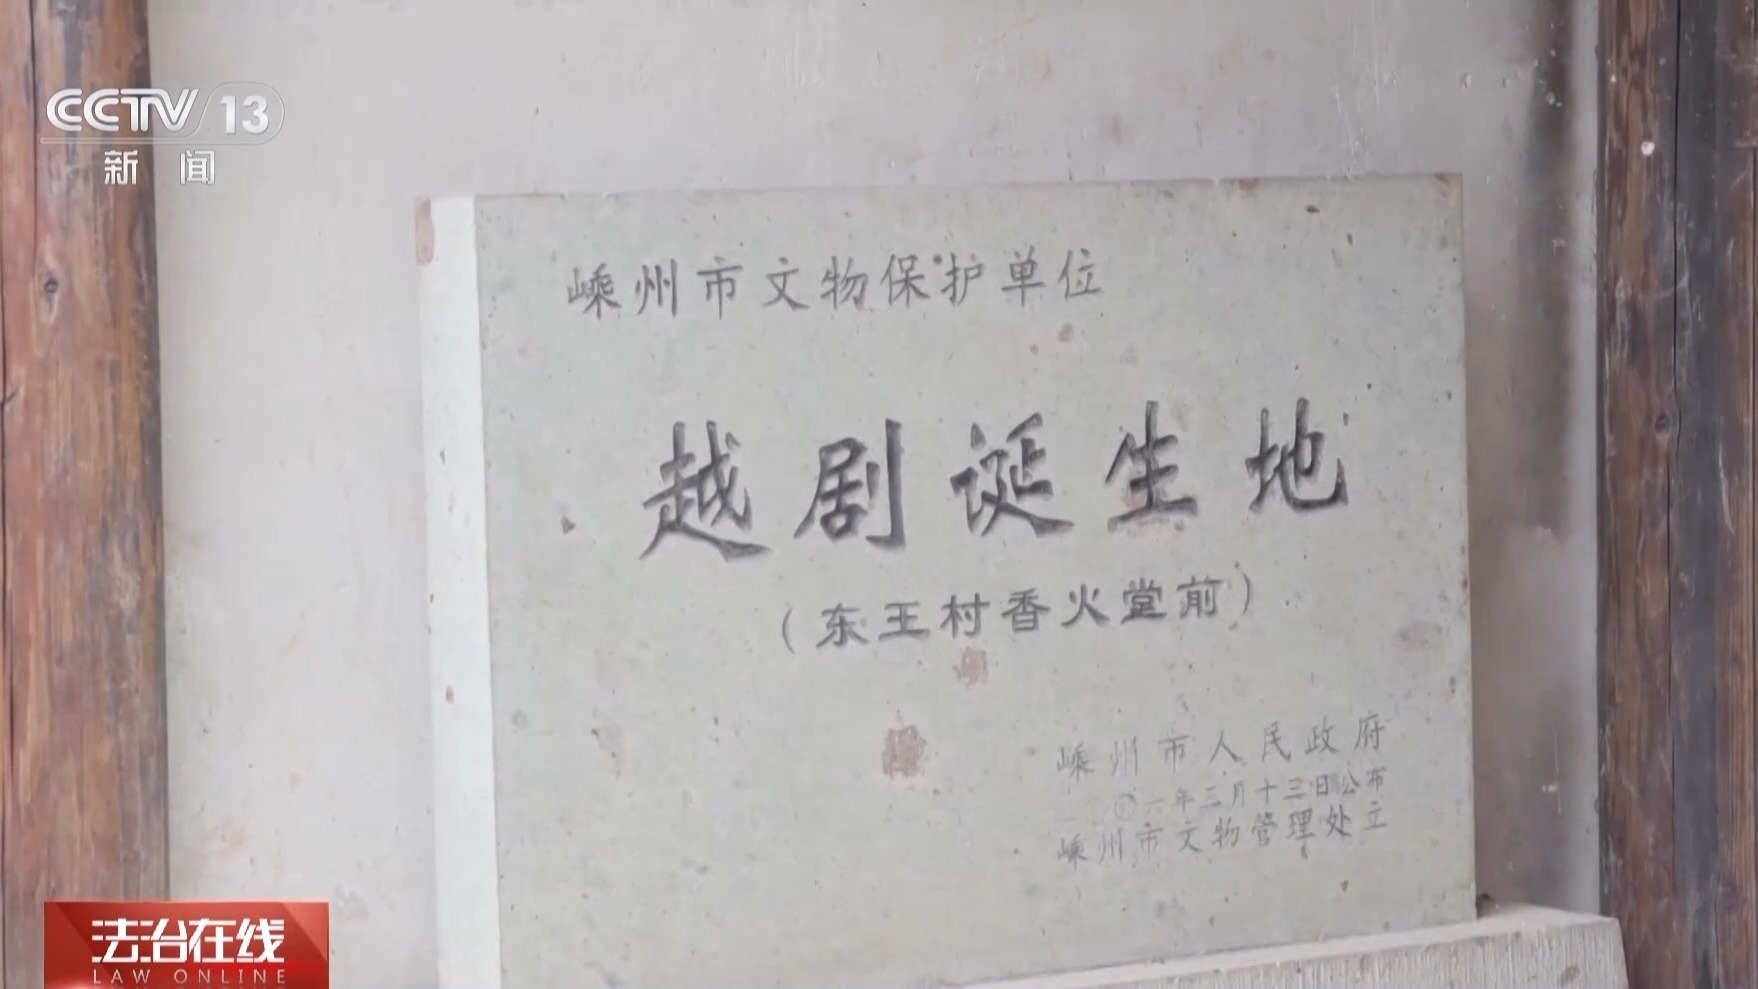 CCTV 13
新闻
嵊州市文物保护单位
越剧诞生地
（东王村香火堂前）
嵊州市人民政府
〇六年三月十三日公布
嵊州市文物管理处立
法治在线
LAW ONLINE